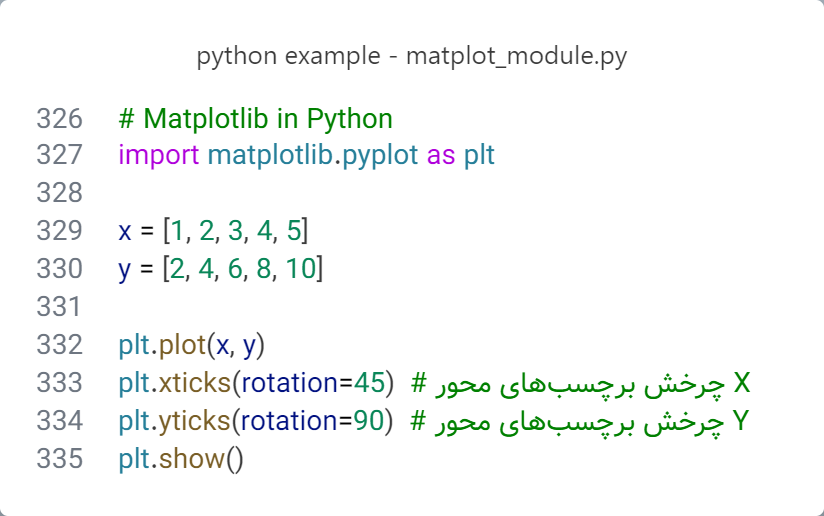 python example - matplot_module.py
326 # Matplotlib in Python
327 import matplotlib.pyplot as plt
328
329 x = [1, 2, 3, 4, 5]
330 y = [2, 4, 6, 8, 10]
331
332 plt.plot(x, y)
333 plt.xticks(rotation=45) # چرخش برچسب‌های محور X
334 plt.yticks(rotation=90) # چرخش برچسب‌های محور Y
335 plt.show()